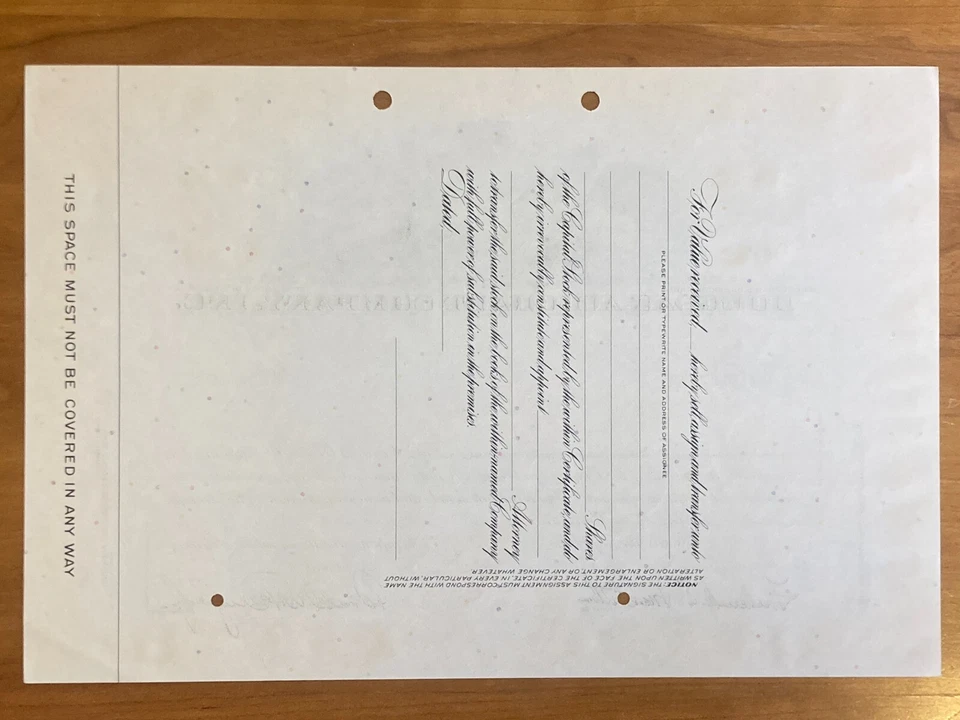 For Value received, hereby sell, assign, and transfer unto
PLEASE PRINT OR TYPEWRITE NAME AND ADDRESS OF ASSIGNEE
Shares
of the Capital Stock represented by the within Certificate, and do
hereby irrevocably constitute and appoint
Attorney
to transfer the said stock on the books of the within-named Company
with full power of substitution in the premises.
Dated,
NOTICE: THE SIGNATURE TO THIS ASSIGNMENT MUST CORRESPOND WITH THE NAME
AS WRITTEN UPON THE FACE OF THE CERTIFICATE, IN EVERY PARTICULAR, WITHOUT
ALTERATION OR ENLARGEMENT, OR ANY CHANGE WHATEVER.
THIS SPACE MUST NOT BE COVERED IN ANY WAY